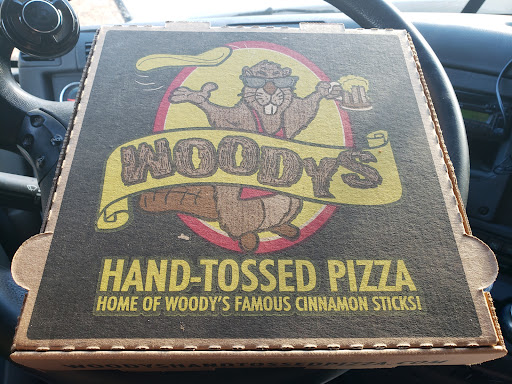 WOODY'S
HAND-TOSSED PIZZA
HOME OF WOODY'S FAMOUS CINNAMON STICKS!